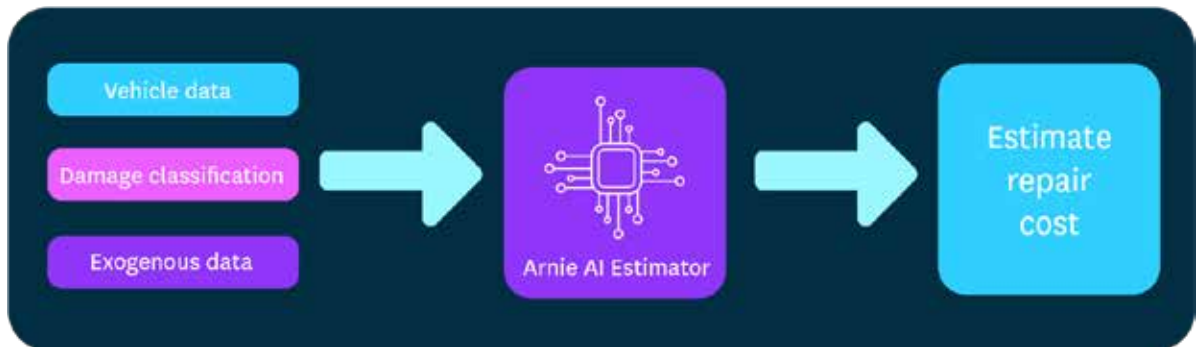 Vehicle data
Damage classification
Exogenous data
Arnie AI Estimator
Estimate
repair
cost